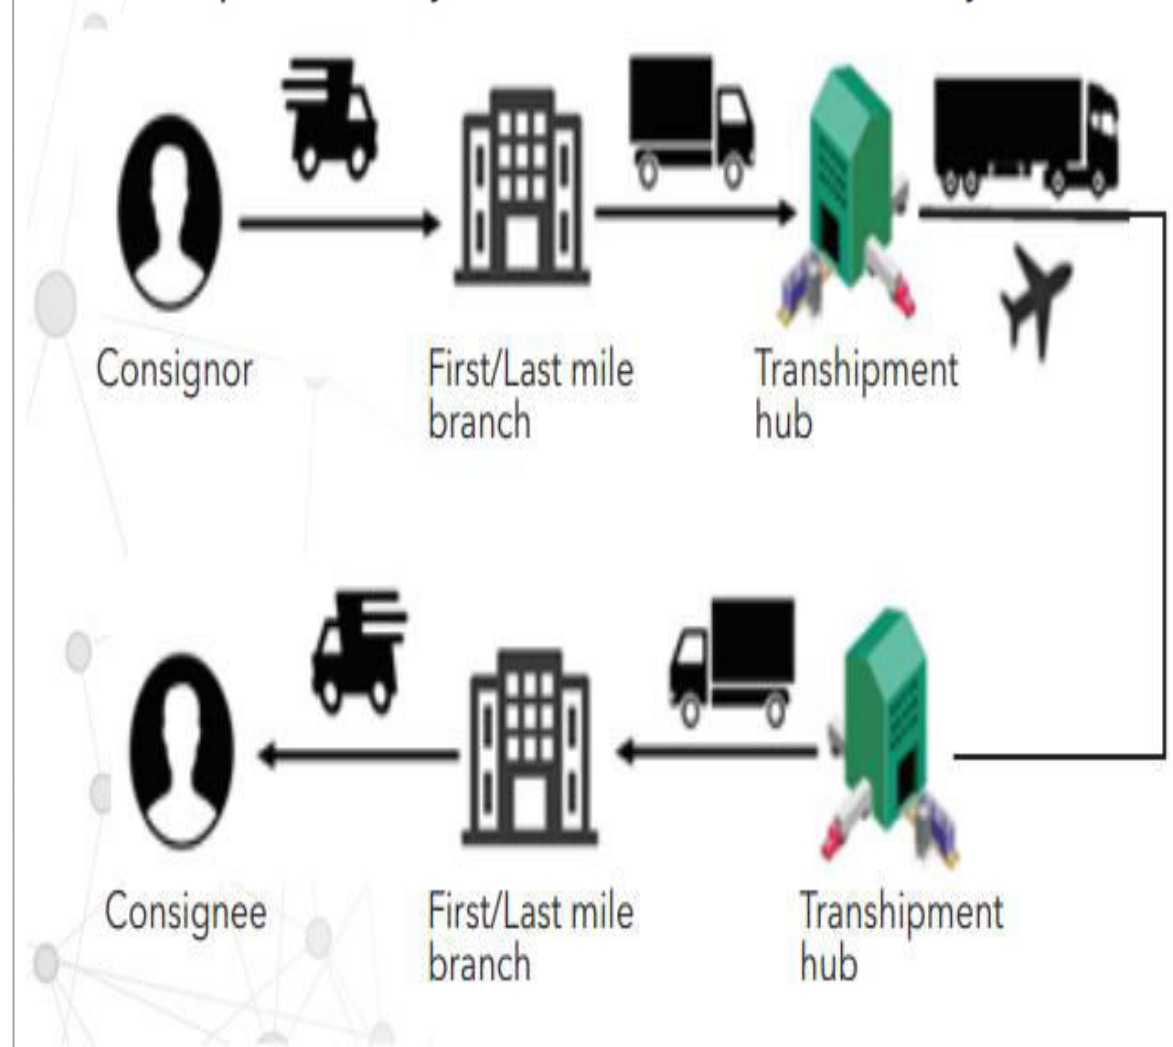 Consignor
First/Last mile
branch
Transhipment
hub
Consignee
First/Last mile
branch
Transhipment
hub